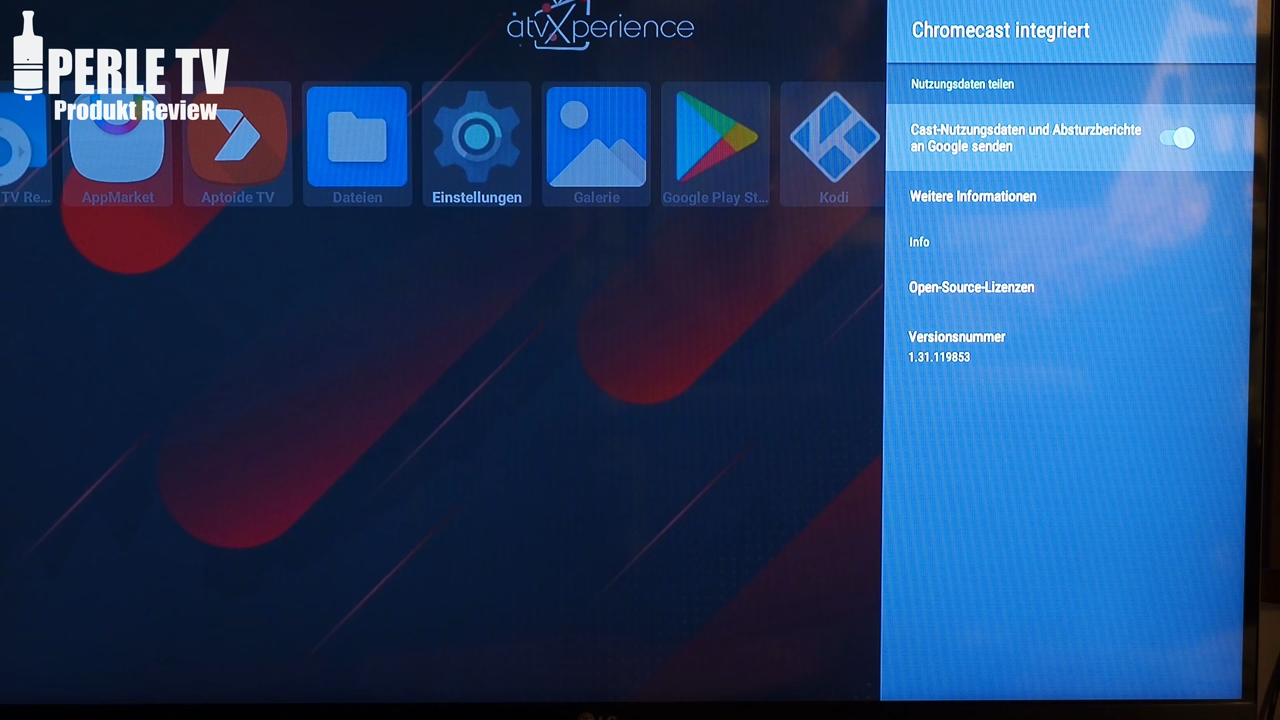 PERLE TV
Produkt Review
atvXperience
TV Re...
AppMarket
Aptoide TV
Dateien
Einstellungen
Galerie
Google Play St...
Kodi
Chromecast integriert
Nutzungsdaten teilen
Cast-Nutzungsdaten und Absturzberichte
an Google senden
Weitere Informationen
Info
Open-Source-Lizenzen
Versionsnummer
1.31.119853
LG